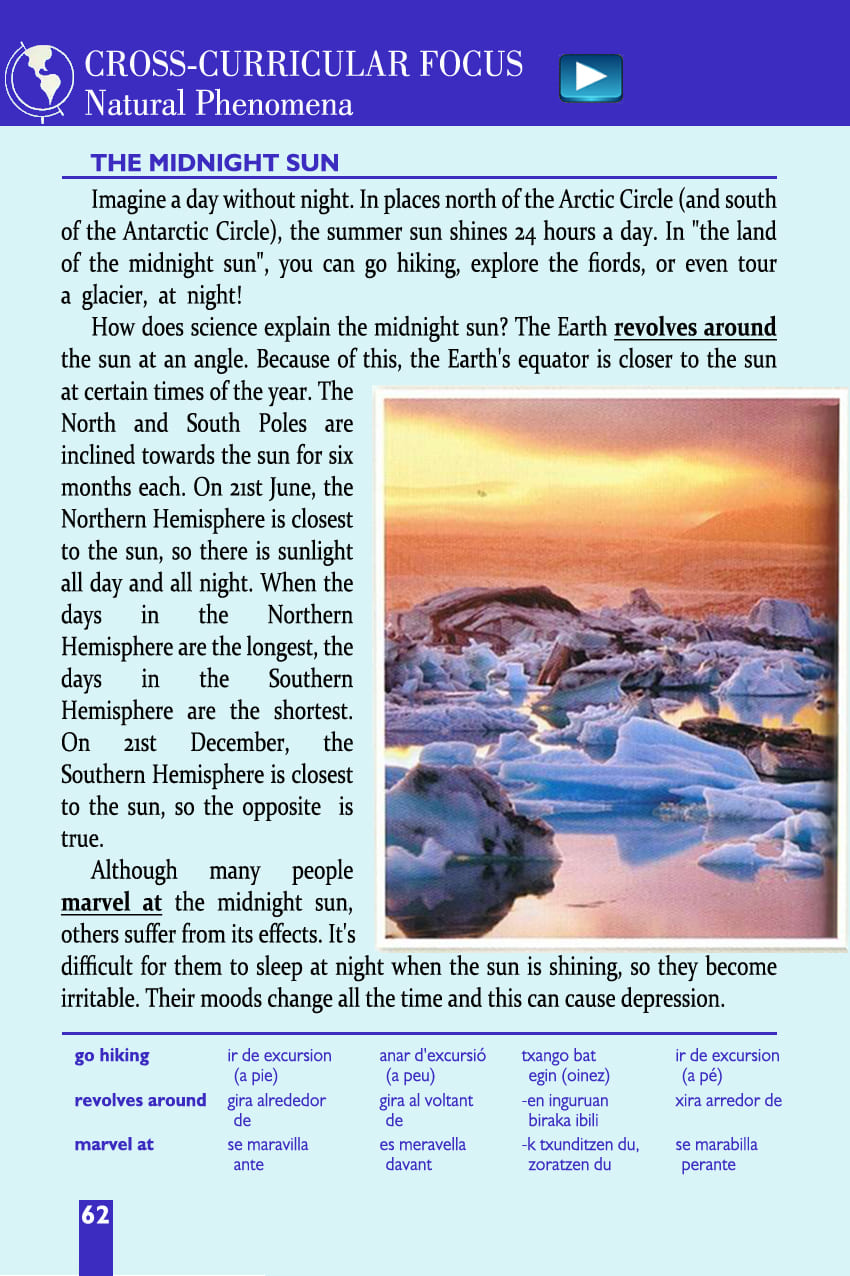 CROSS-CURRICULAR FOCUS
Natural Phenomena
THE MIDNIGHT SUN
Imagine a day without night. In places north of the Arctic Circle (and south
of the Antarctic Circle), the summer sun shines 24 hours a day. In "the land
of the midnight sun", you can go hiking, explore the fiords, or even tour
a glacier, at night!
How does science explain the midnight sun? The Earth revolves around
the sun at an angle. Because of this, the Earth's equator is closer to the sun
at certain times of the year. The
North and South Poles are
inclined towards the sun for six
months each. On 21st June, the
Northern Hemisphere is closest
to the sun, so there is sunlight
all day and all night. When the
days in the Northern
Hemisphere are the longest, the
days in the Southern
Hemisphere are the shortest.
On 21st December, the
Southern Hemisphere is closest
to the sun, so the opposite is
true.
Although many people
marvel at the midnight sun,
others suffer from its effects. It's
difficult for them to sleep at night when the sun is shining, so they become
irritable. Their moods change all the time and this can cause depression.
go hiking ir de excursion anar d'excursió txango bat ir de excursion
(a pie) (a peu) egin (oinez) (a pé)
revolves around gira alrededor gira al voltant -en inguruan xira arredor de
de de biraka ibili
marvel at se maravilla es meravella -k txunditzen du, se marabilla
ante davant zoratzen du perante
62